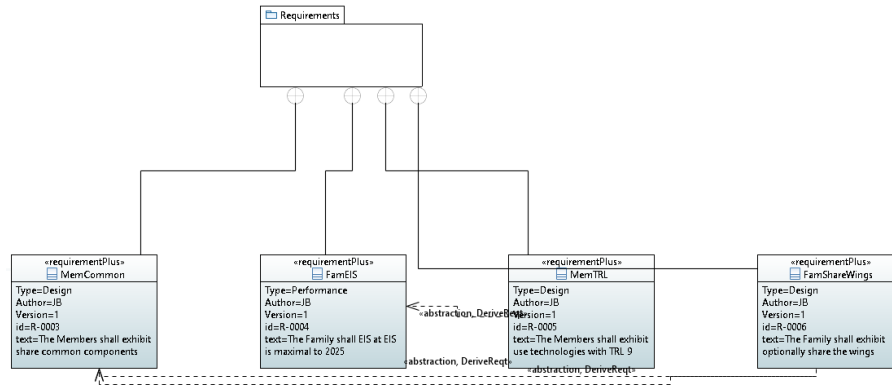 Requirements
«requirementPlus»
MemCommon
Type=Design
Author=JB
Version=1
id=R-0003
text=The Members shall exhibit
share common components
«requirementPlus»
FamEIS
Type=Performance
Author=JB
Version=1
id=R-0004
text=The Family shall EIS at EIS
is maximal to 2025
«requirementPlus»
MemTRL
Type=Design
Author=JB
Version=1
id=R-0005
text=The Members shall exhibit
use technologies with TRL 9
«requirementPlus»
FamShareWings
Type=Design
Author=JB
Version=1
id=R-0006
text=The Family shall exhibit
optionally share the wings
«abstraction, DeriveReqt»
«abstraction, DeriveReqt»
«abstraction, DeriveReqt»